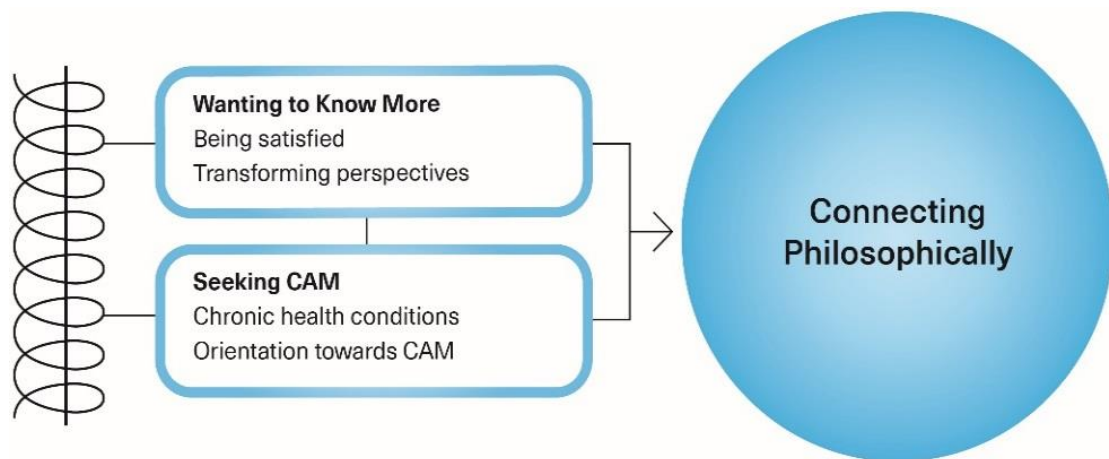 Wanting to Know More
Being satisfied
Transforming perspectives
Seeking CAM
Chronic health conditions
Orientation towards CAM
Connecting
Philosophically